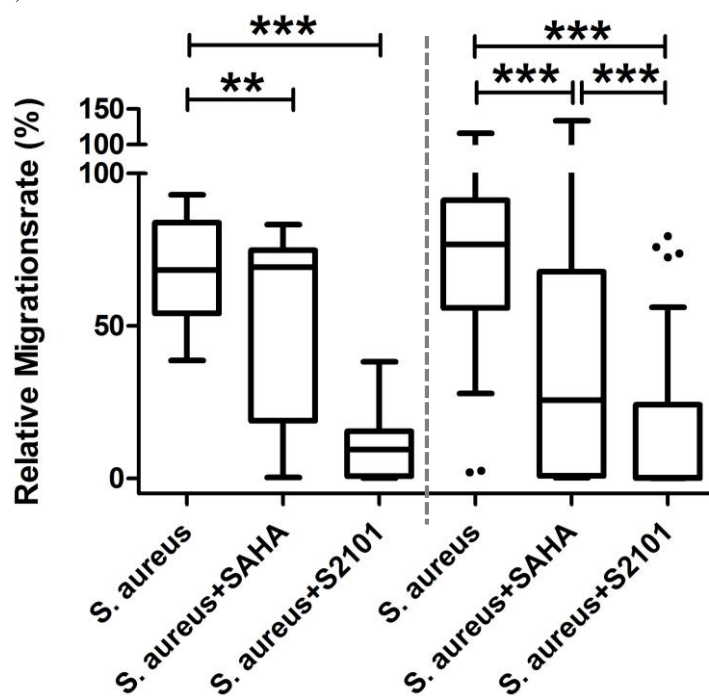 ***
***
**
***
***
150
100
100
50
0
Relative Migrationsrate (%)
S. aureus
S. aureus+SAHA
S. aureus+S2101
S. aureus
S. aureus+SAHA
S. aureus+S2101